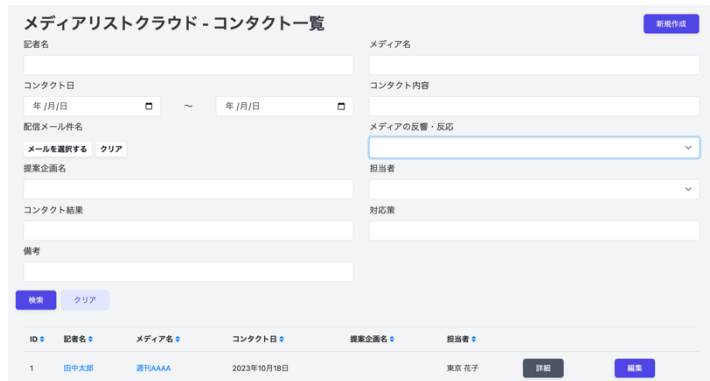 メディアリストクラウド - コンタクト一覧
新規作成
記者名
メディア名
コンタクト日
コンタクト内容
年 /月/日 ～ 年 /月/日
配信メール件名
メディアの反響・反応
メールを選択する クリア
提案企画名
担当者
コンタクト結果
対応策
備考
検索 クリア
ID 記者名 メディア名 コンタクト日 提案企画名 担当者
1 田中太郎 週刊AAAA 2023年10月18日 東京 花子 詳細 編集